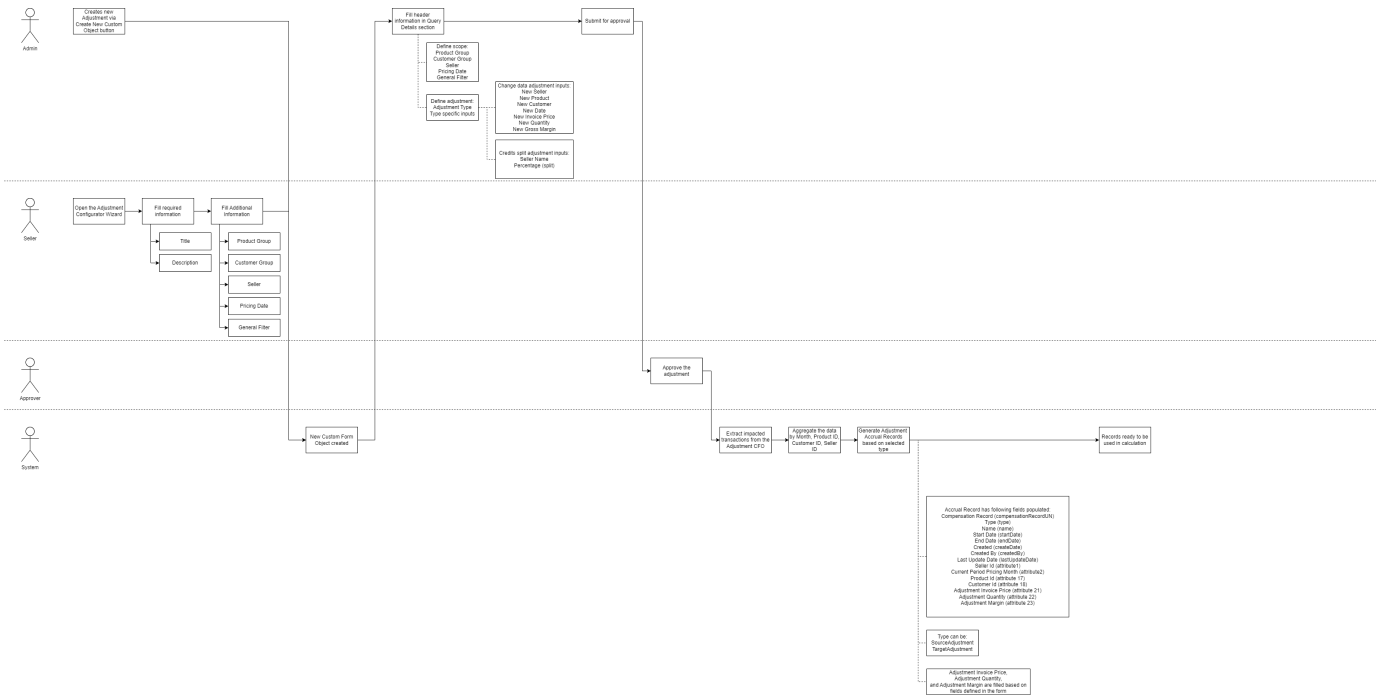 Creates new
Adjustment via
Create New Custom
Object button
Fill header
information in Query
Details section
Submit for approval
Admin
Define scope:
Product Group
Customer Group
Seller
Pricing Date
General Filter
Define adjustment:
Adjustment Type
Type specific inputs
Change data adjustment inputs:
New Seller
New Product
New Customer
New Date
New Invoice Price
New Quantity
New Gross Margin
Credits split adjustment inputs:
Seller Name
Percentage (split)
Open the Adjustment
Configurator Wizard
Fill required
information
Fill Additional
Information
Seller
Title
Description
Product Group
Customer Group
Seller
Pricing Date
General Filter
Approve the
adjustment
Approver
New Custom Form
Object created
Extract impacted
transactions from the
Adjustment CFO
Aggregate the data
by Month, Product ID,
Customer ID, Seller
ID
Generate Adjustment
Accrual Records
based on selected
type
Records ready to be
used in calculation
System
Accrual Record has following fields populated:
Compensation Record (compensationRecordUN)
Type (type)
Name (name)
Start Date (startDate)
End Date (endDate)
Created (createDate)
Created By (createdBy)
Last Update Date (lastUpdateDate)
Seller Id (attribute1)
Current Period Pricing Month (attribute2)
Product Id (attribute 17)
Customer Id (attribute 18)
Adjustment Invoice Price (attribute 21)
Adjustment Quantity (attribute 22)
Adjustment Margin (attribute 23)
Type can be:
SourceAdjustment
TargetAdjustment
Adjustment Invoice Price,
Adjustment Quantity,
and Adjustment Margin are filled based on
fields defined in the form